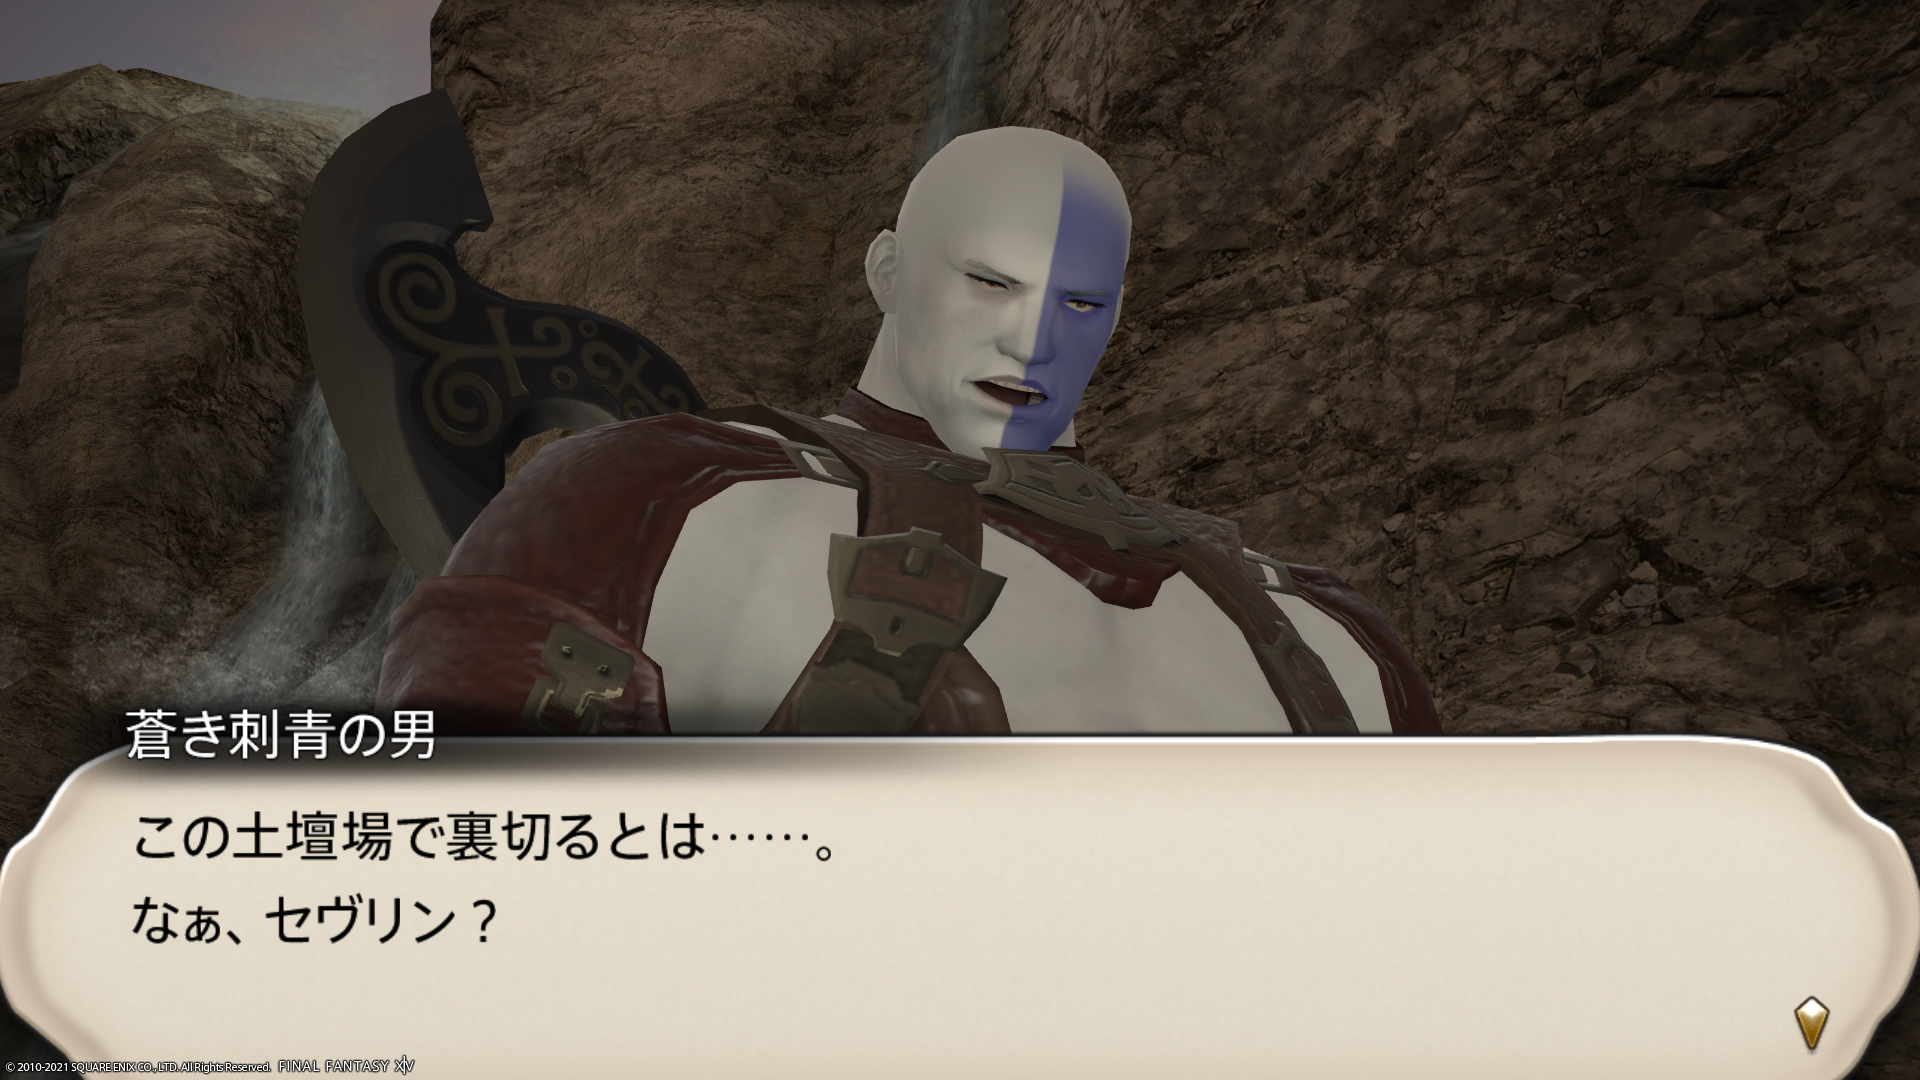 蒼き刺青の男
この土壇場で裏切るとは……。
なぁ、セヴリン？
© 2010-2021 SQUARE ENIX CO., LTD. All Rights Reserved. FINAL FANTASY XIV